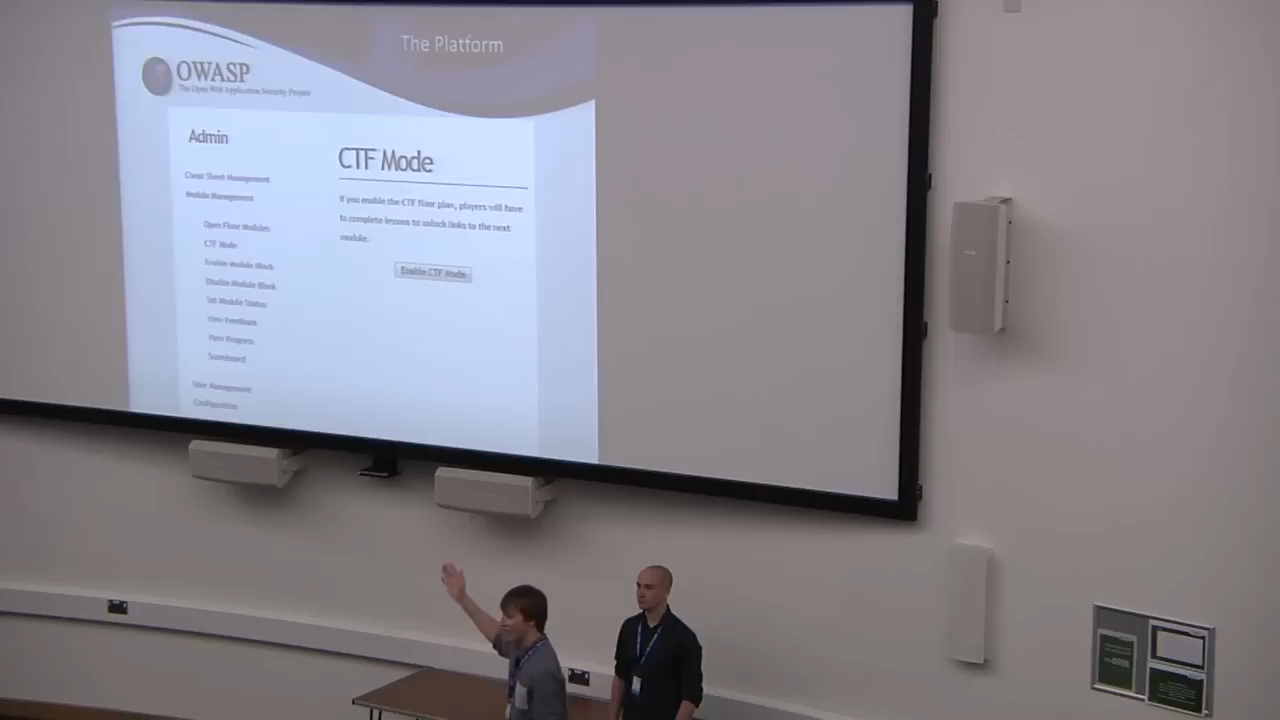 The Platform
OWASP
The Open Web Application Security Project
Admin
Cheat Sheet Management
Module Management
Open Floor Modules
CTF Mode
Enable Module Block
Disable Module Block
Set Module Status
View Feedback
View Progress
Scoreboard
User Management
Configuration
CTF Mode
If you enable the CTF floor plan, players will have
to complete lessons to unlock links to the next
module.
Enable CTF Mode